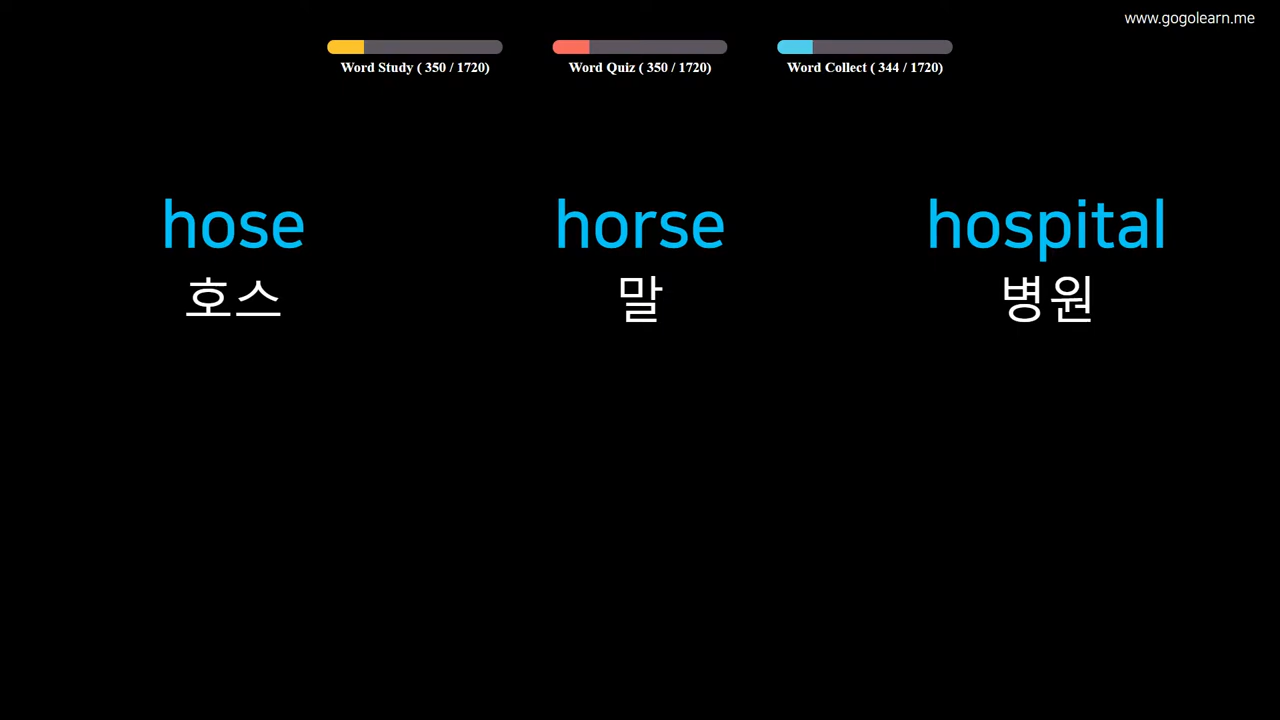 www.gogolearn.me
Word Study ( 350 / 1720) Word Quiz ( 350 / 1720) Word Collect ( 344 / 1720)
hose horse hospital
호스 말 병원